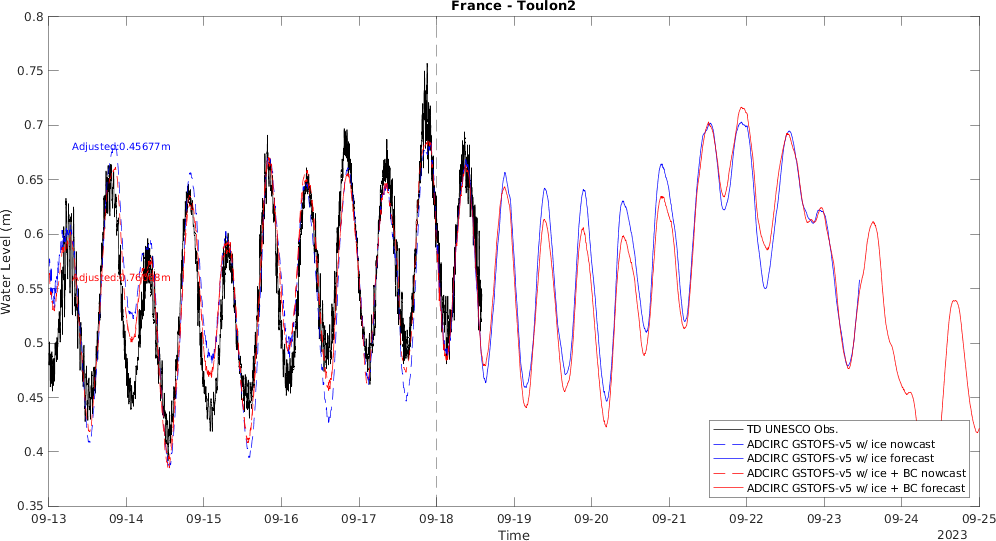 France - Toulon2
Water Level (m)
0.8
0.75
0.7
0.65
0.6
0.55
0.5
0.45
0.4
0.35
Adjusted:0.45677m
TD UNESCO Obs.
ADCIRC GSTOFS-v5 w/ ice nowcast
ADCIRC GSTOFS-v5 w/ ice forecast
ADCIRC GSTOFS-v5 w/ ice + BC nowcast
ADCIRC GSTOFS-v5 w/ ice + BC forecast
09-13 09-14 09-15 09-16 09-17 09-18 09-19 09-20 09-21 09-22 09-23 09-24 09-25
Time
2023